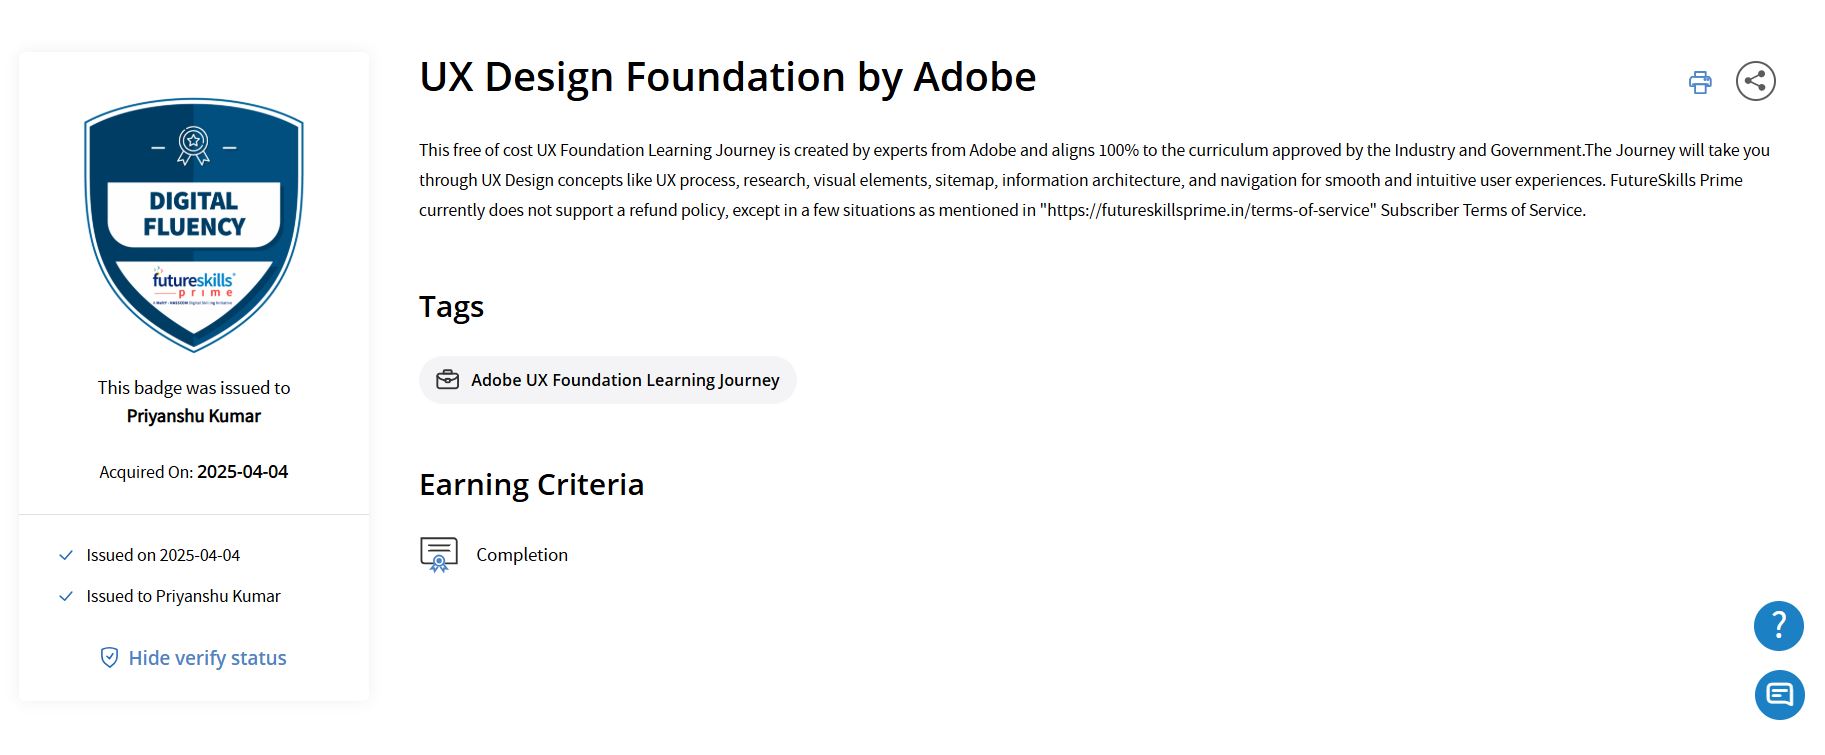 DIGITAL
FLUENCY
futureskills
prime
A MeitY - NASSCOM Digital Skilling Initiative
This badge was issued to
Priyanshu Kumar
Acquired On: 2025-04-04
Issued on 2025-04-04
Issued to Priyanshu Kumar
Hide verify status
UX Design Foundation by Adobe
This free of cost UX Foundation Learning Journey is created by experts from Adobe and aligns 100% to the curriculum approved by the Industry and Government.The Journey will take you
through UX Design concepts like UX process, research, visual elements, sitemap, information architecture, and navigation for smooth and intuitive user experiences. FutureSkills Prime
currently does not support a refund policy, except in a few situations as mentioned in "https://futureskillsprime.in/terms-of-service" Subscriber Terms of Service.
Tags
Adobe UX Foundation Learning Journey
Earning Criteria
Completion
?